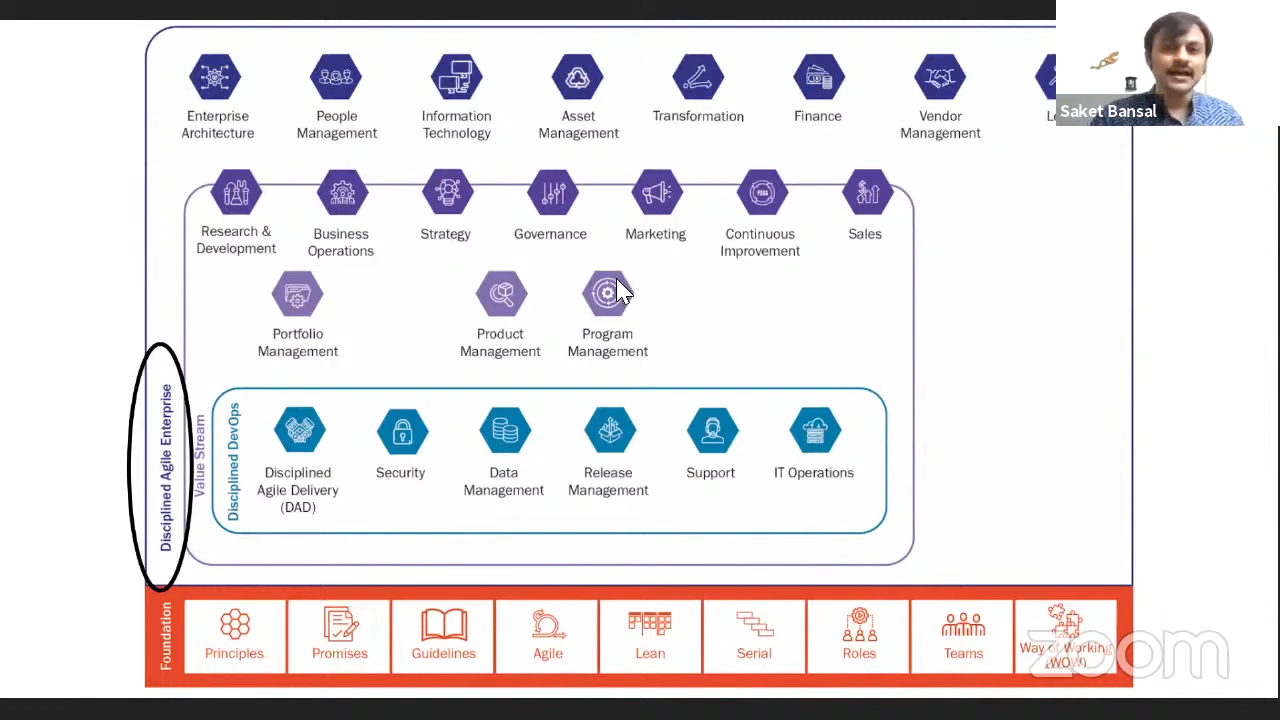 Saket Bansal
Enterprise
Architecture
People
Management
Information
Technology
Asset
Management
Transformation
Finance
Vendor
Management
Research &
Development
Business
Operations
Strategy
Governance
Marketing
Continuous
Improvement
Sales
Portfolio
Management
Product
Management
Program
Management
Disciplined Agile Enterprise
Value Stream
Disciplined DevOps
Disciplined
Agile Delivery
(DAD)
Security
Data
Management
Release
Management
Support
IT Operations
Foundation
Principles
Promises
Guidelines
Agile
Lean
Serial
Roles
Teams
Way of Working
(WOW)
zoom